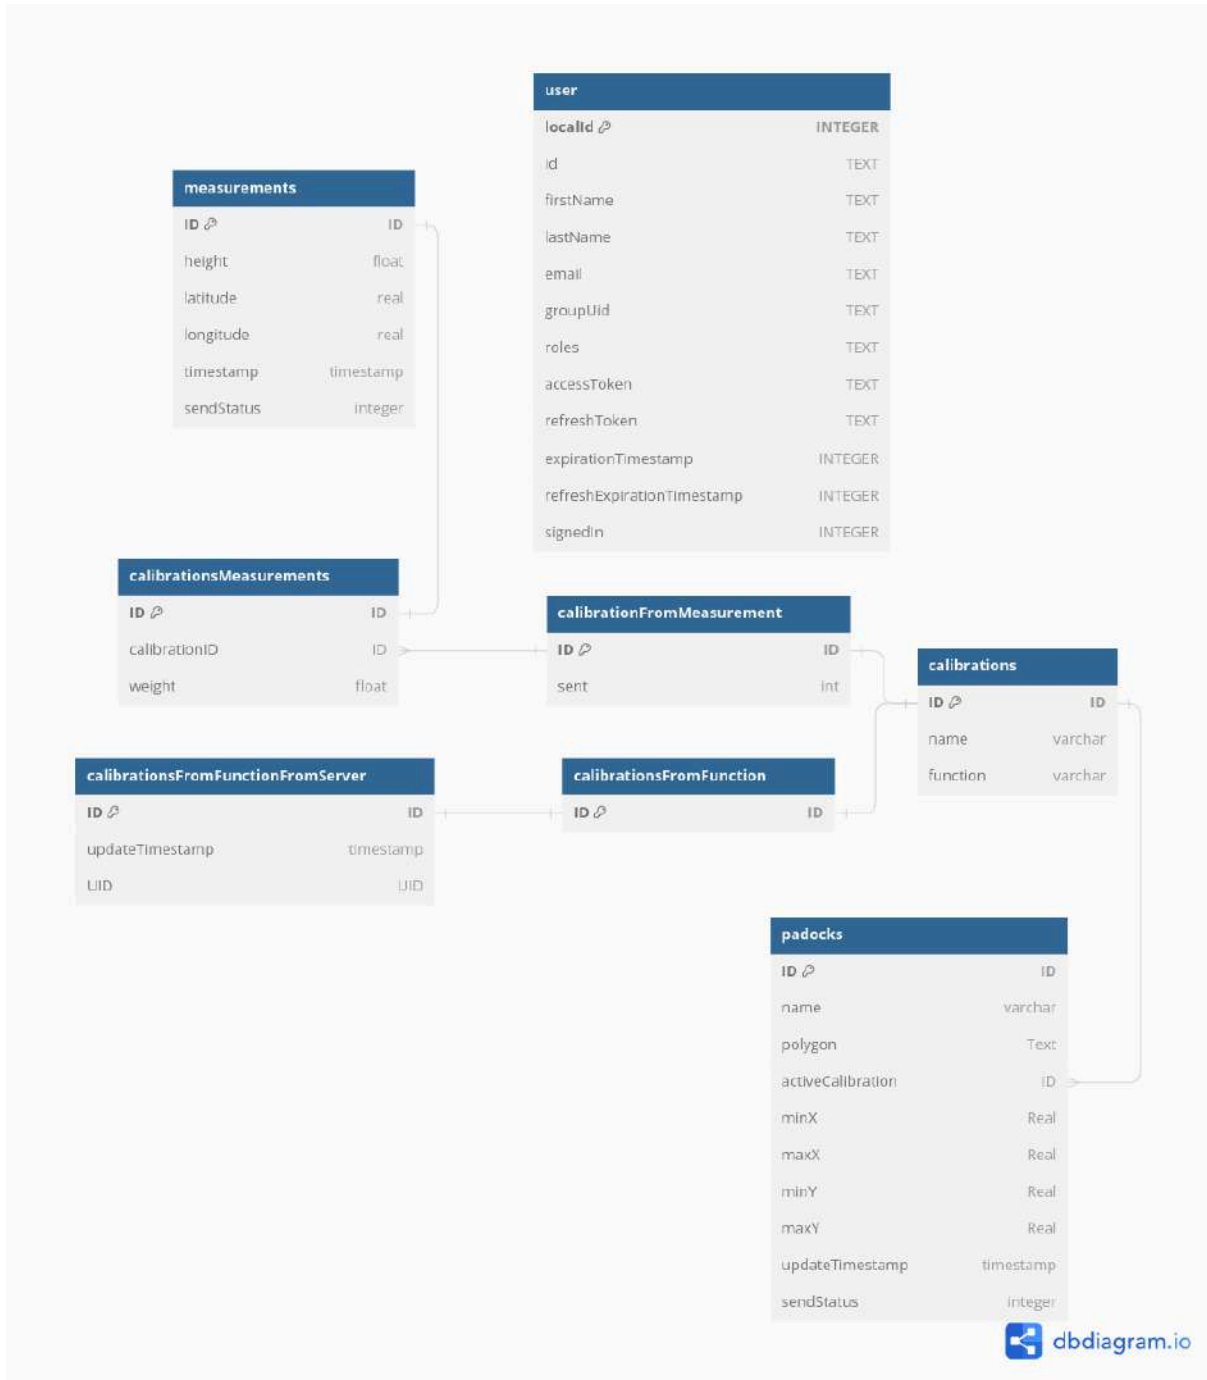 user
localId INTEGER
id TEXT
firstName TEXT
lastName TEXT
email TEXT
groupUid TEXT
roles TEXT
accessToken TEXT
refreshToken TEXT
expirationTimestamp INTEGER
refreshExpirationTimestamp INTEGER
signedIn INTEGER
measurements
ID ID
height float
latitude real
longitude real
timestamp timestamp
sendStatus integer
calibrationsMeasurements
ID ID
calibrationID ID
weight float
calibrationFromMeasurement
ID ID
sent int
calibrations
ID ID
name varchar
function varchar
calibrationsFromFunctionFromServer
ID ID
updateTimestamp timestamp
UID UID
calibrationsFromFunction
ID ID
padocks
ID ID
name varchar
polygon Text
activeCalibration ID
minX Real
maxX Real
minY Real
maxY Real
updateTimestamp timestamp
sendStatus integer
dbdiagram.io